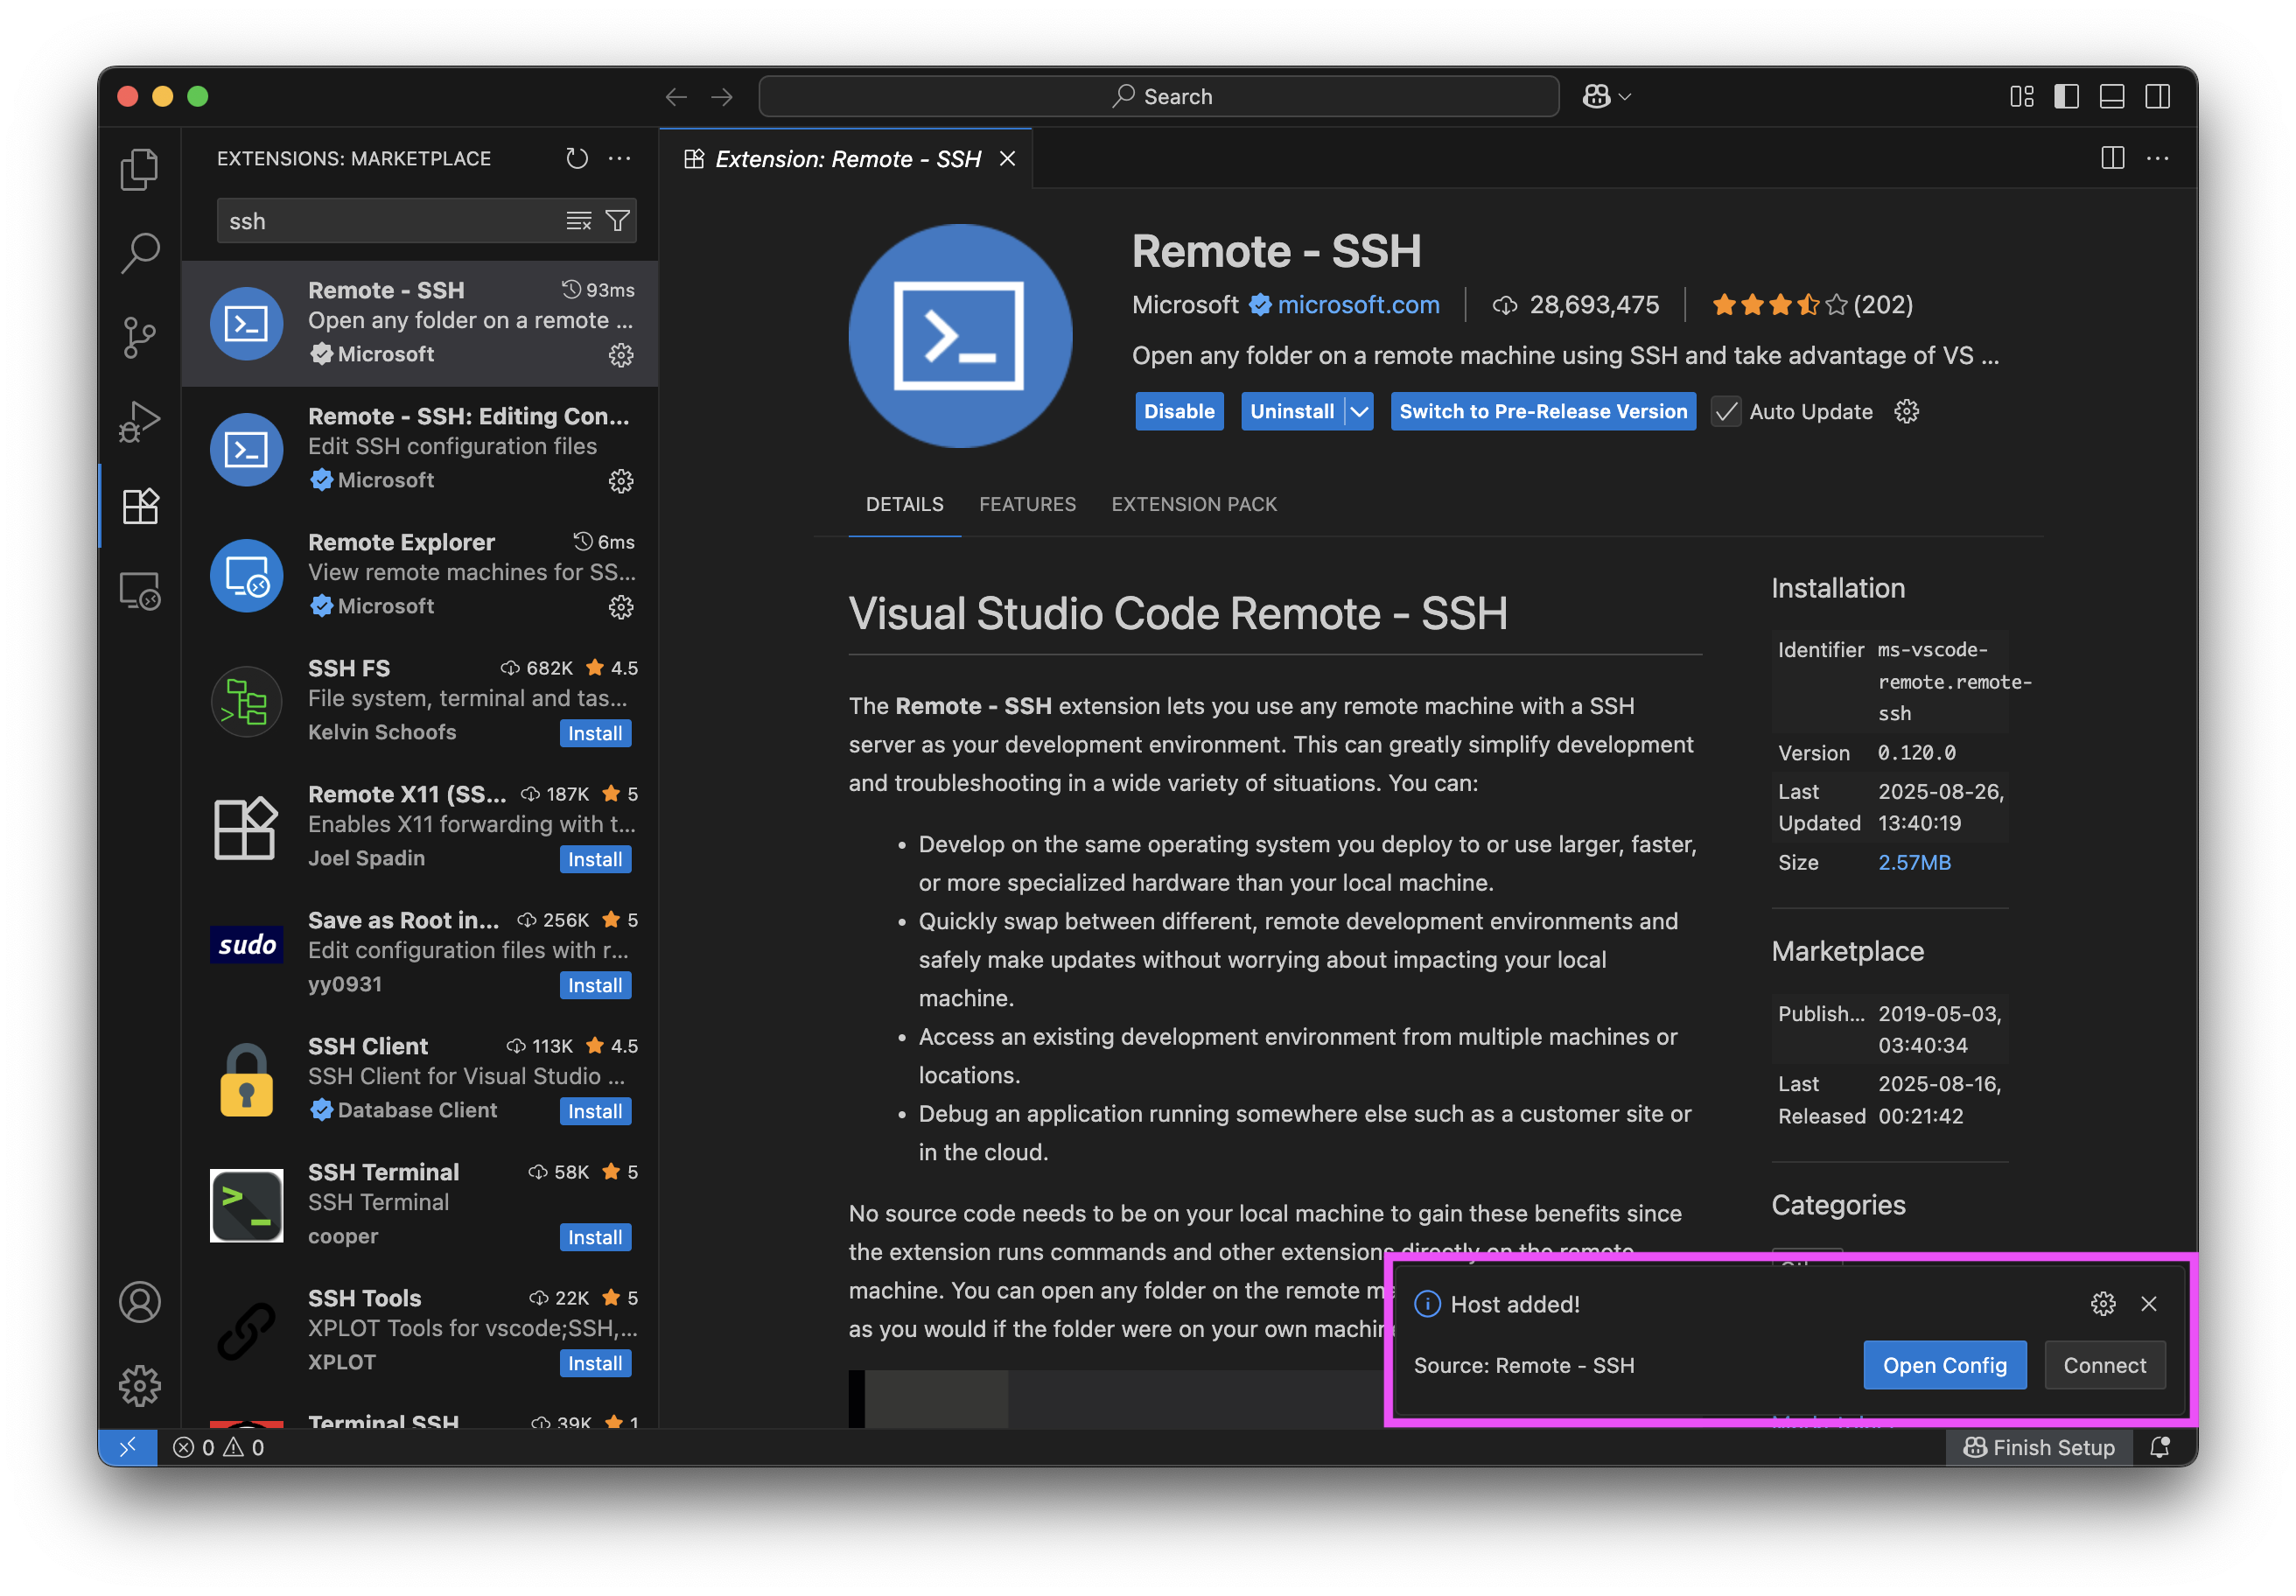 Search
EXTENSIONS: MARKETPLACE
ssh
Remote - SSH
93ms
Open any folder on a remote ...
Microsoft
Remote - SSH: Editing Con...
Edit SSH configuration files
Microsoft
Remote Explorer
6ms
View remote machines for SS...
Microsoft
SSH FS
682K
4.5
File system, terminal and tas...
Kelvin Schoofs
Install
Remote X11 (SS...
187K
5
Enables X11 forwarding with t...
Joel Spadin
Install
sudo
Save as Root in...
256K
5
Edit configuration files with r...
yy0931
Install
SSH Client
113K
4.5
SSH Client for Visual Studio ...
Database Client
Install
SSH Terminal
58K
5
SSH Terminal
cooper
Install
SSH Tools
22K
5
XPLOT Tools for vscode;SSH,...
XPLOT
Install
Terminal SSH
39K
1
Extension: Remote - SSH
Remote - SSH
Microsoft
microsoft.com
28,693,475
(202)
Open any folder on a remote machine using SSH and take advantage of VS ...
Disable
Uninstall
Switch to Pre-Release Version
Auto Update
DETAILS
FEATURES
EXTENSION PACK
Visual Studio Code Remote - SSH
The Remote - SSH extension lets you use any remote machine with a SSH
server as your development environment. This can greatly simplify development
and troubleshooting in a wide variety of situations. You can:
• Develop on the same operating system you deploy to or use larger, faster,
or more specialized hardware than your local machine.
• Quickly swap between different, remote development environments and
safely make updates without worrying about impacting your local
machine.
• Access an existing development environment from multiple machines or
locations.
• Debug an application running somewhere else such as a customer site or
in the cloud.
No source code needs to be on your local machine to gain these benefits since
the extension runs commands and other extensions directly on the remote
machine. You can open any folder on the remote
as you would if the folder were on your own
Installation
Identifier
ms-vscode-
remote.remote-
ssh
Version
0.120.0
Last
Updated
2025-08-26,
13:40:19
Size
2.57MB
Marketplace
Publish...
2019-05-03,
03:40:34
Last
Released
2025-08-16,
00:21:42
Categories
Host added!
Source: Remote - SSH
Open Config
Connect
0
0
Finish Setup